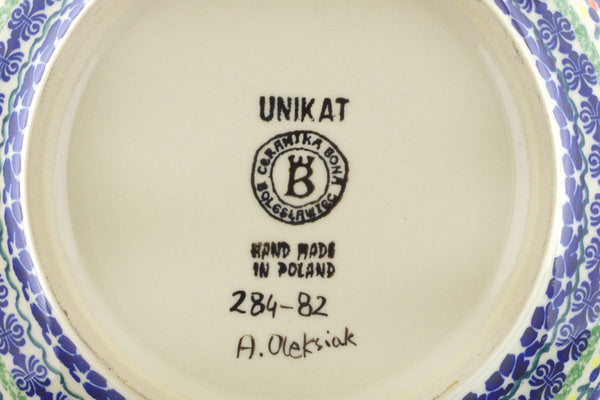 UNIKAT
CERAMIKA BONA
B
BOLESŁAWIEC
HAND MADE
IN POLAND
284-82
A. Oleksiak